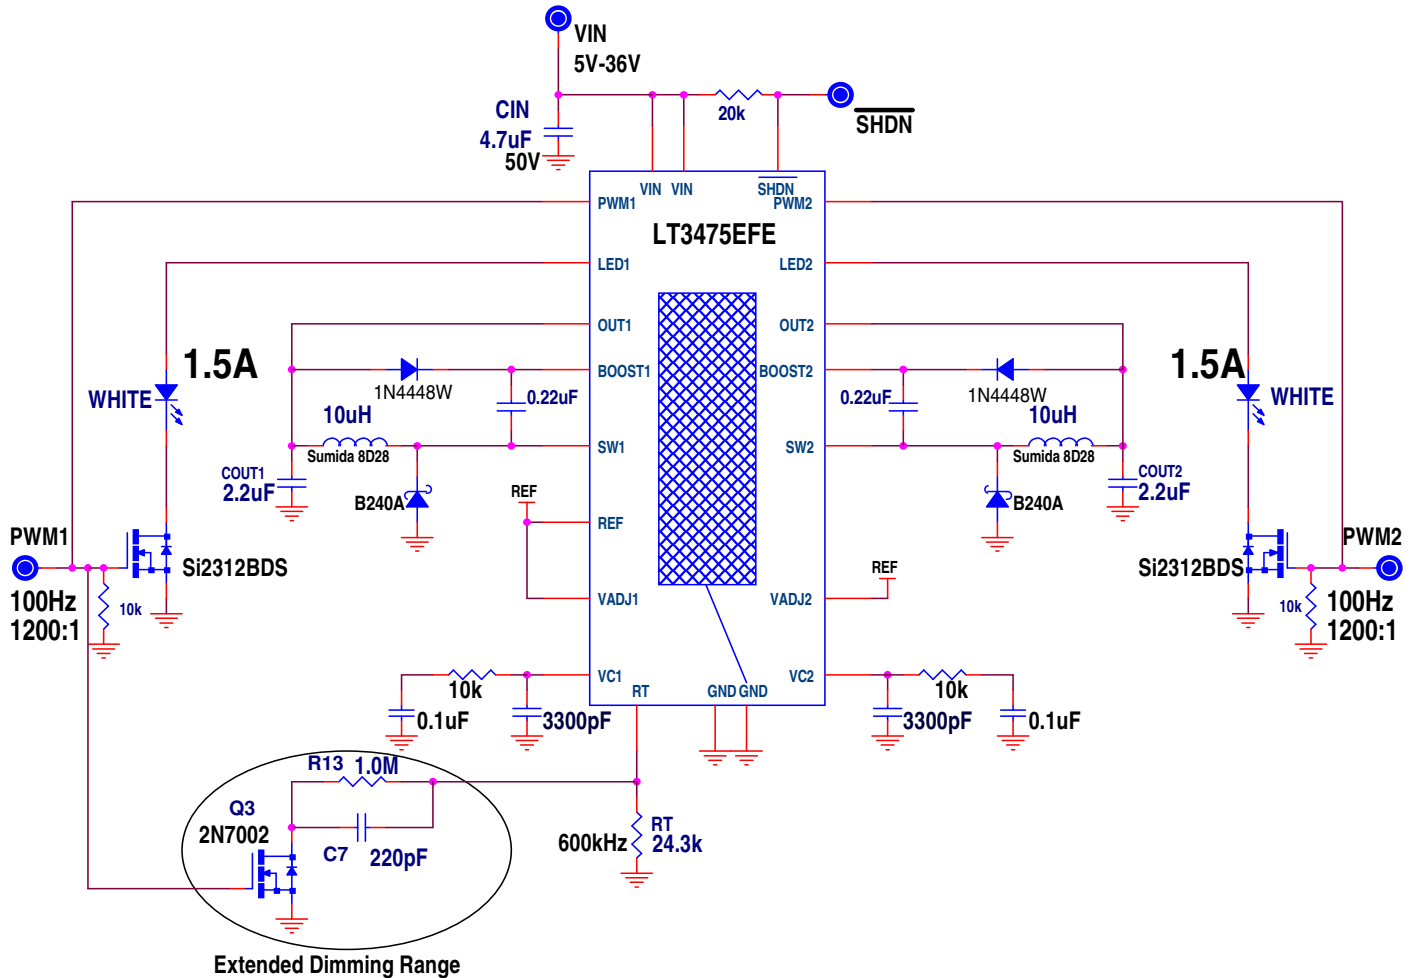 VIN
5V-36V
CIN
4.7uF
50V
20k
SHDN
VIN VIN SHDN
PWM1 PWM2
LT3475EFE
LED1 LED2
OUT1 OUT2
1.5A 1.5A
BOOST1 BOOST2
1N4448W 1N4448W
WHITE WHITE
0.22uF 0.22uF
10uH 10uH
SW1 SW2
Sumida 8D28 Sumida 8D28
COUT1 COUT2
2.2uF 2.2uF
B240A B240A
REF
REF
PWM1 PWM2
Si2312BDS Si2312BDS
REF
100Hz 100Hz
1200:1 1200:1
10k 10k
VADJ1 VADJ2
VC1 VC2
RT GND GND
10k 10k
0.1uF 3300pF 3300pF 0.1uF
R13 1.0M
Q3
2N7002
C7 220pF
600kHz
RT
24.3k
Extended Dimming Range